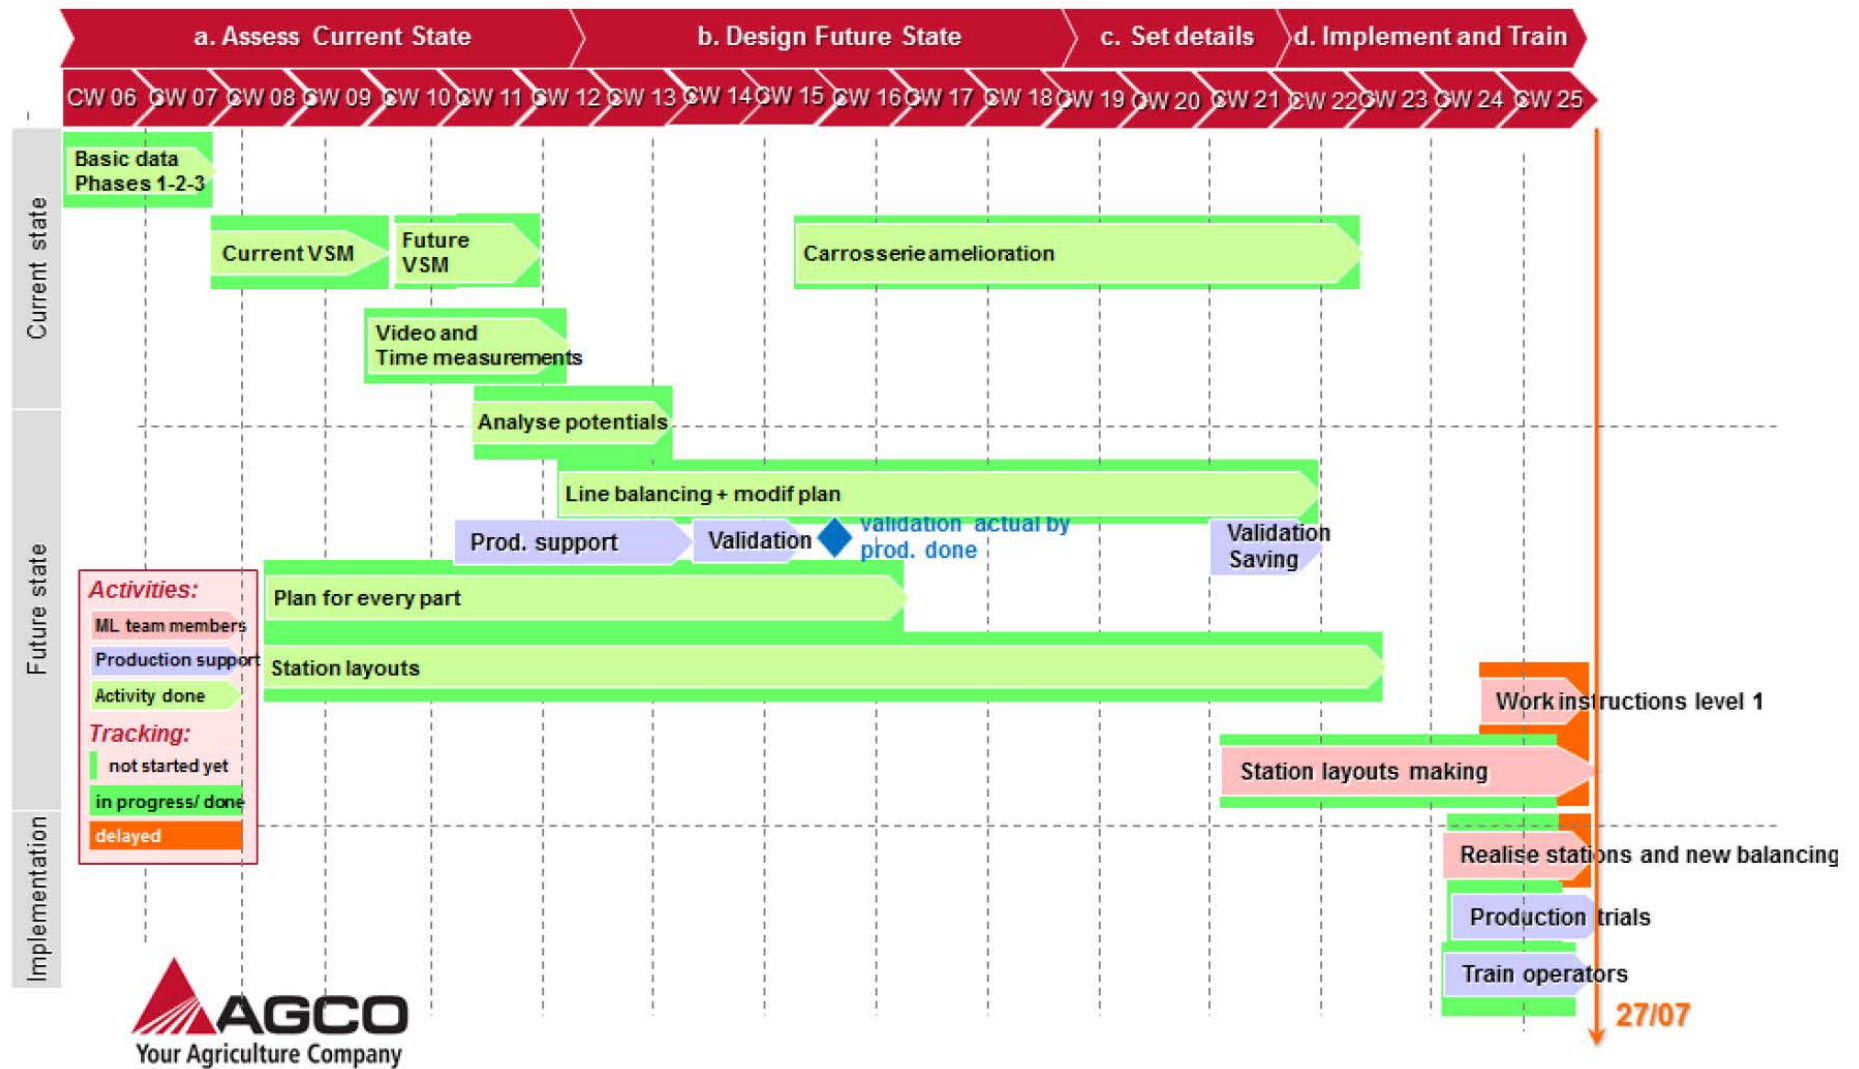 a. Assess Current State
b. Design Future State
c. Set details
d. Implement and Train
CW 06
CW 07
CW 08
CW 09
CW 10
CW 11
CW 12
CW 13
CW 14
CW 15
CW 16
CW 17
CW 18
CW 19
CW 20
CW 21
CW 22
CW 23
CW 24
CW 25
Current state
Basic data
Phases 1-2-3
Current VSM
Future
VSM
Carrosserie amelioration
Video and
Time measurements
Future state
Analyse potentials
Line balancing + modif plan
Prod. support
Validation
validation actual by
prod. done
Validation
Saving
Plan for every part
Station layouts
Work instructions level 1
Station layouts making
Activities:
ML team members
Production support
Activity done
Tracking:
not started yet
in progress/ done
delayed
Implementation
Realise stations and new balancing
Production trials
Train operators
27/07
AGCO
Your Agriculture Company